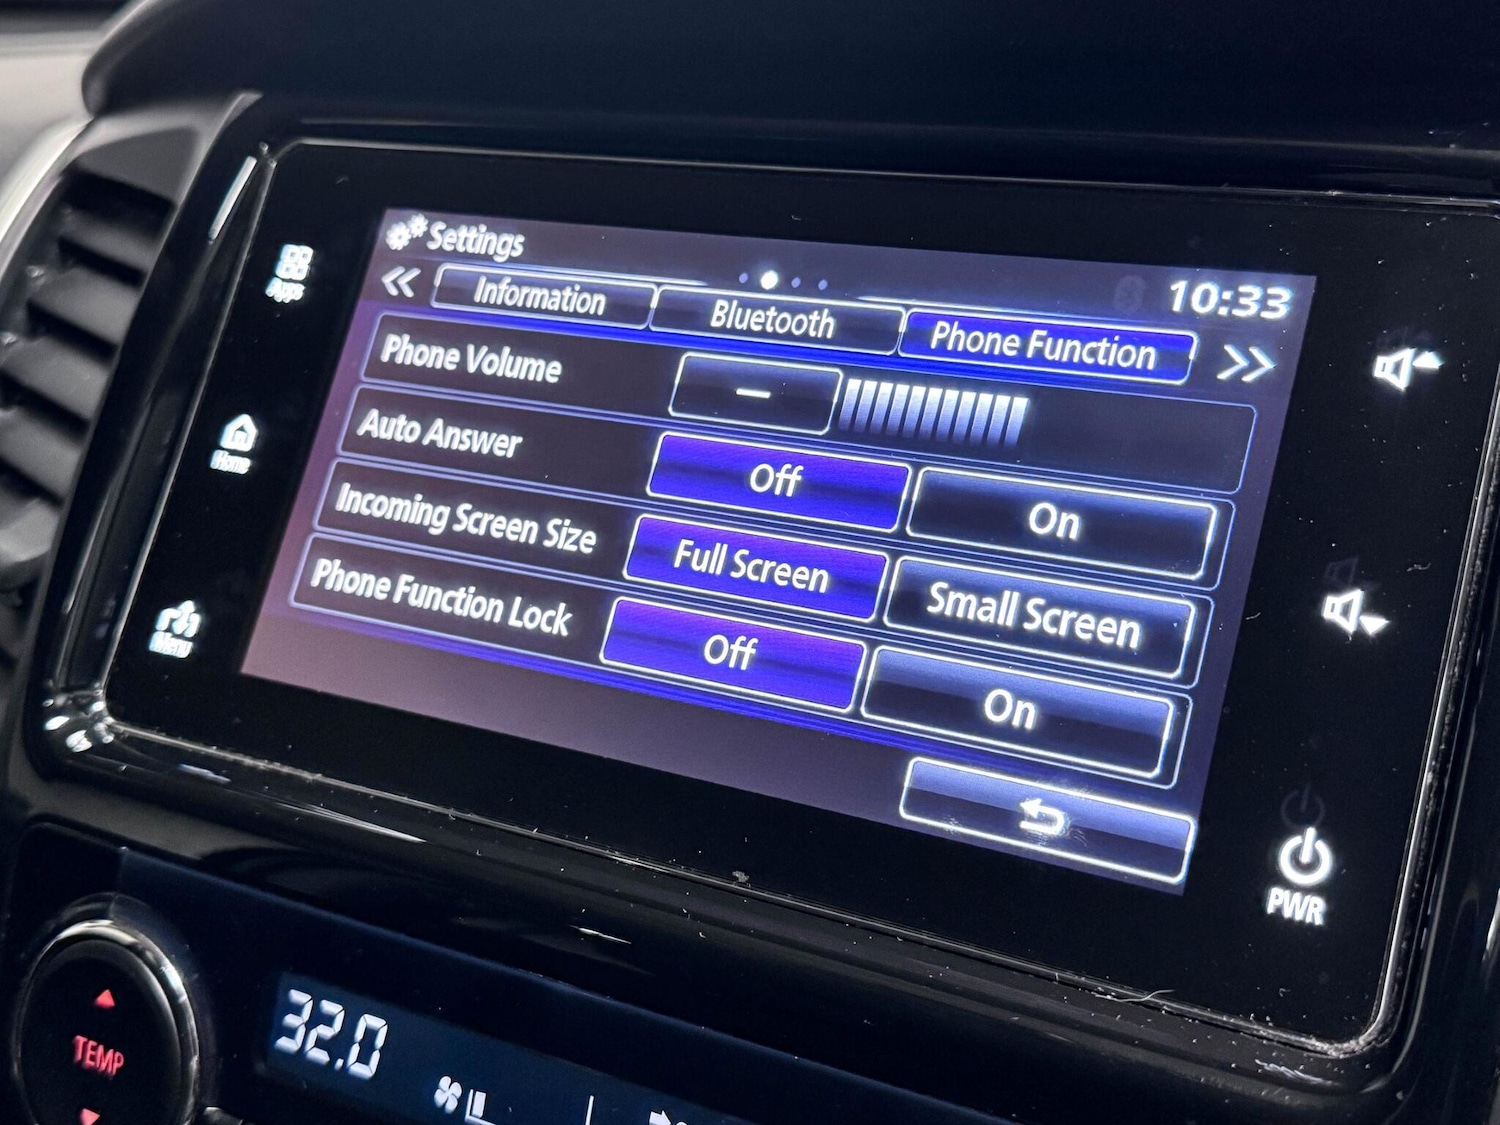 Settings
10:33
Information
Bluetooth
Phone Function
Phone Volume
−
Auto Answer
Off
On
Incoming Screen Size
Full Screen
Small Screen
Phone Function Lock
Off
On
Apps
Home
Menu
PWR
TEMP
32.0